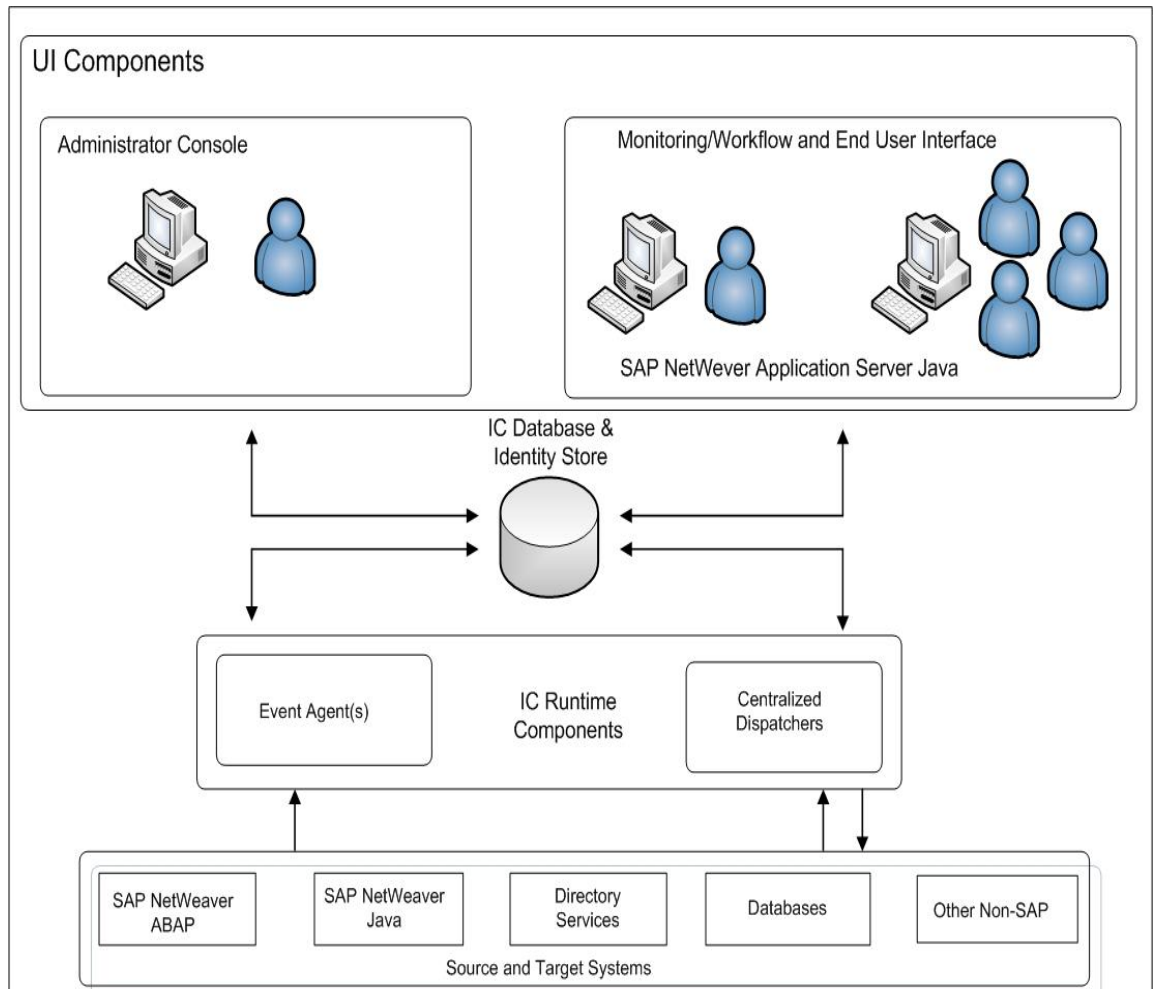 UI Components
Administrator Console
Monitoring/Workflow and End User Interface
SAP NetWever Application Server Java
IC Database &
Identity Store
Event Agent(s)
IC Runtime
Components
Centralized
Dispatchers
SAP NetWeaver
ABAP
SAP NetWeaver
Java
Directory
Services
Databases
Other Non-SAP
Source and Target Systems